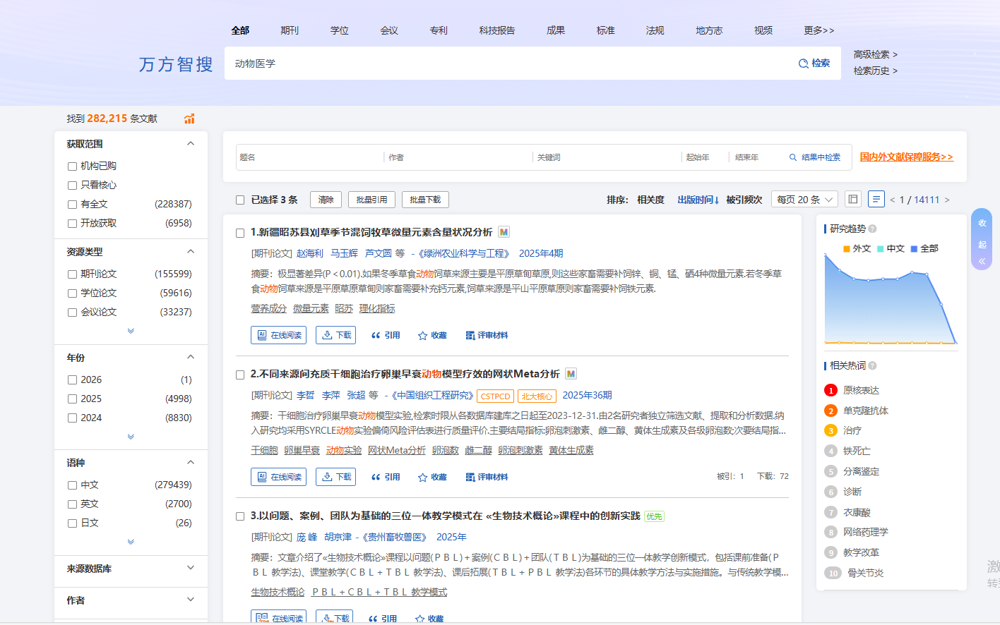 全部 期刊 学位 会议 专利 科技报告 成果 标准 法规 地方志 视频 更多>>
万方智搜 动物医学 检索
高级检索 >
检索历史 >
找到 282,215 条文献
获取范围
机构已购
只看核心
有全文 (228387)
开放获取 (6958)
资源类型
期刊论文 (155599)
学位论文 (59616)
会议论文 (33237)
年份
2026 (1)
2025 (4998)
2024 (8830)
语种
中文 (279439)
英文 (2700)
日文 (26)
来源数据库
作者
题名 作者 关键词 起始年 结束年 结果中检索 国内外文献保障服务>>
已选择 3 条 清除 批量引用 批量下载 排序: 相关度 出版时间↓ 被引频次 每页 20 条 < 1 / 14111 >
1.新疆昭苏县刈草季节混饲牧草微量元素含量状况分析 M
[期刊论文] 赵海利 马玉辉 芦文圆 等 -《绿洲农业科学与工程》 2025年4期
摘要：极显著差异(P＜0.01).如果冬季草食动物饲草来源主要是平原草甸草原,则这些家畜需要补饲锌、铜、锰、硒4种微量元素.若冬季草
食动物饲草来源是平原草原草甸则家畜需要补充钙元素,饲草来源是平山平原草原则家畜需要补饲铁元素.
营养成分 微量元素 昭苏 理化指标
在线阅读 下载 引用 收藏 评审材料
2.不同来源间充质干细胞治疗卵巢早衰动物模型疗效的网状Meta分析 M
[期刊论文] 李哲 李萍 张超 等 -《中国组织工程研究》 CSTPCD 北大核心 2025年36期
摘要：干细胞治疗卵巢早衰动物模型实验,检索时限从各数据库建库之日起至2023-12-31.由2名研究者独立筛选文献、提取和分析数据.纳
入研究均采用SYRCLE动物实验偏倚风险评估表进行质量评价.主要结局指标:卵泡刺激素、雌二醇、黄体生成素及各级卵泡数;次要结局指...
干细胞 卵巢早衰 动物实验 网状Meta分析 卵泡数 雌二醇 卵泡刺激素 黄体生成素
在线阅读 下载 引用 收藏 评审材料 被引：1 下载：72
3.以问题、案例、团队为基础的三位一体教学模式在 «生物技术概论»课程中的创新实践 优先
[期刊论文] 庞 峰 胡京津 -《贵州畜牧兽医》 2025年
摘要：文章介绍了«生物技术概论»课程以问题(ＰＢＬ)＋案例(ＣＢＬ)＋团队(ＴＢＬ)为基础的三位一体教学创新模式，包括课前准备(Ｐ
ＢＬ 教学法)、课堂教学(ＣＢＬ＋ＴＢＬ 教学法)、课后拓展(ＴＢＬ＋ＰＢＬ 教学法)各环节的具体教学方法与实施措施。与传统教学模...
生物技术概论 ＰＢＬ＋ＣＢＬ＋ＴＢＬ 教学模式
在线阅读 下载 引用 收藏
研究趋势
外文 中文 全部
相关热词
1 原核表达
2 单克隆抗体
3 治疗
4 铁死亡
5 分离鉴定
6 诊断
7 衣康酸
8 网络药理学
9 教学改革
10 骨关节炎
收
起
«
激
转到